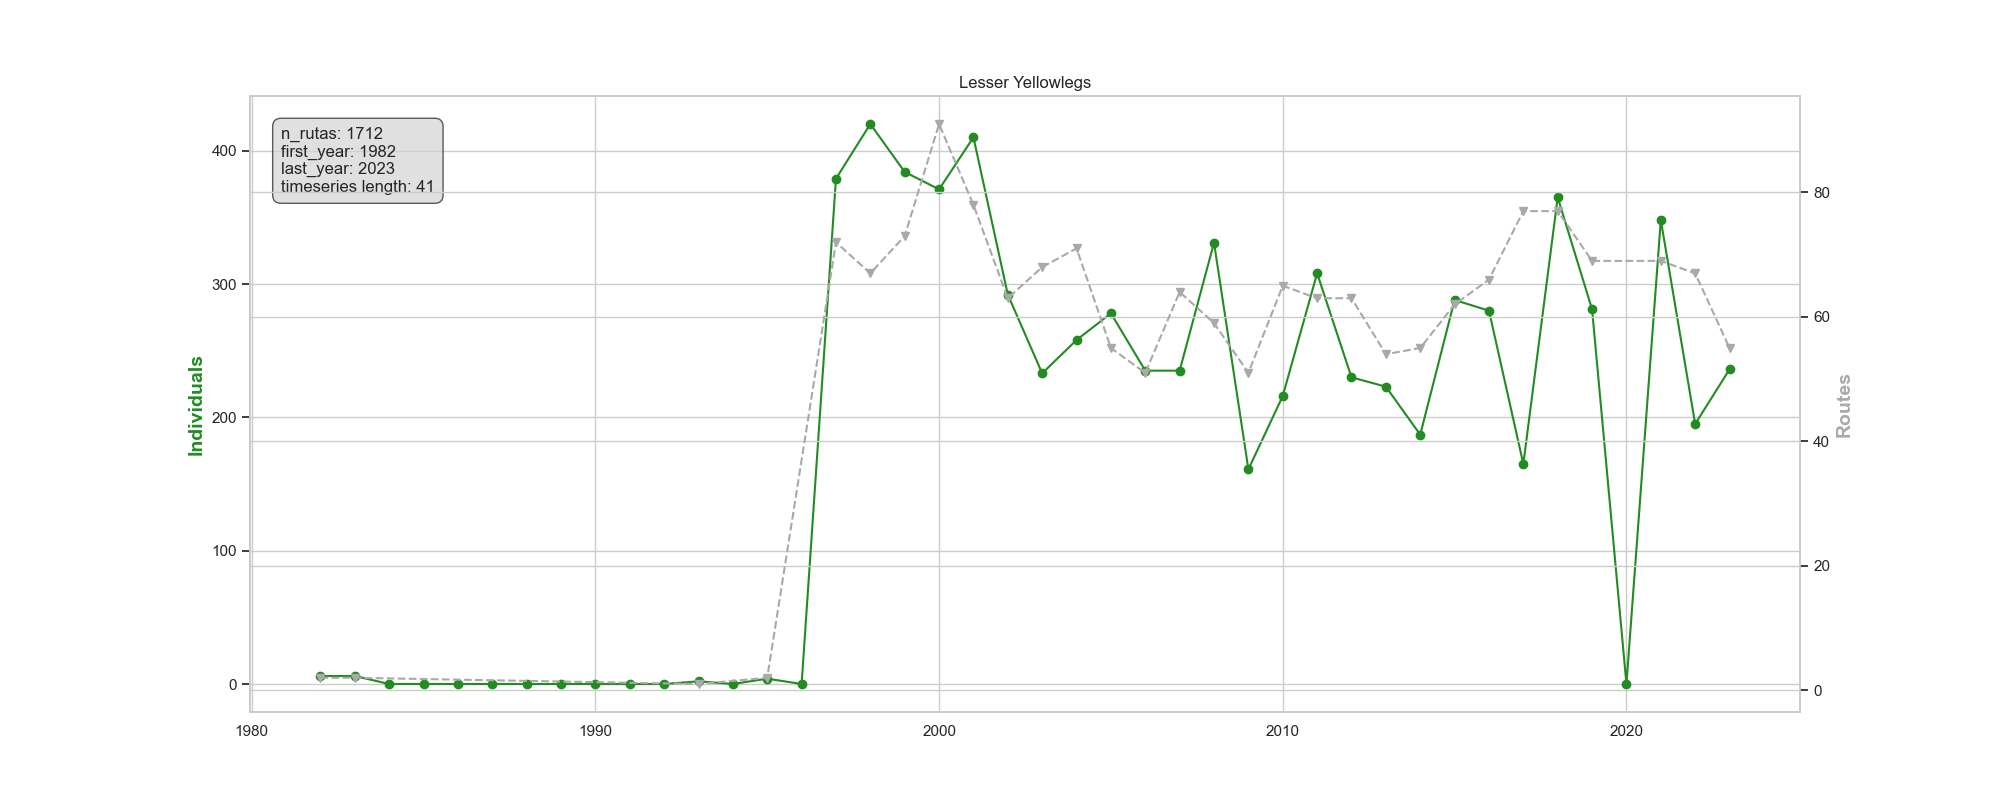 Lesser Yellowlegs
n_rutas: 1712
first_year: 1982
last_year: 2023
timeseries length: 41
400
300
200
100
0
Individuals
80
60
40
20
0
Routes
1980
1990
2000
2010
2020